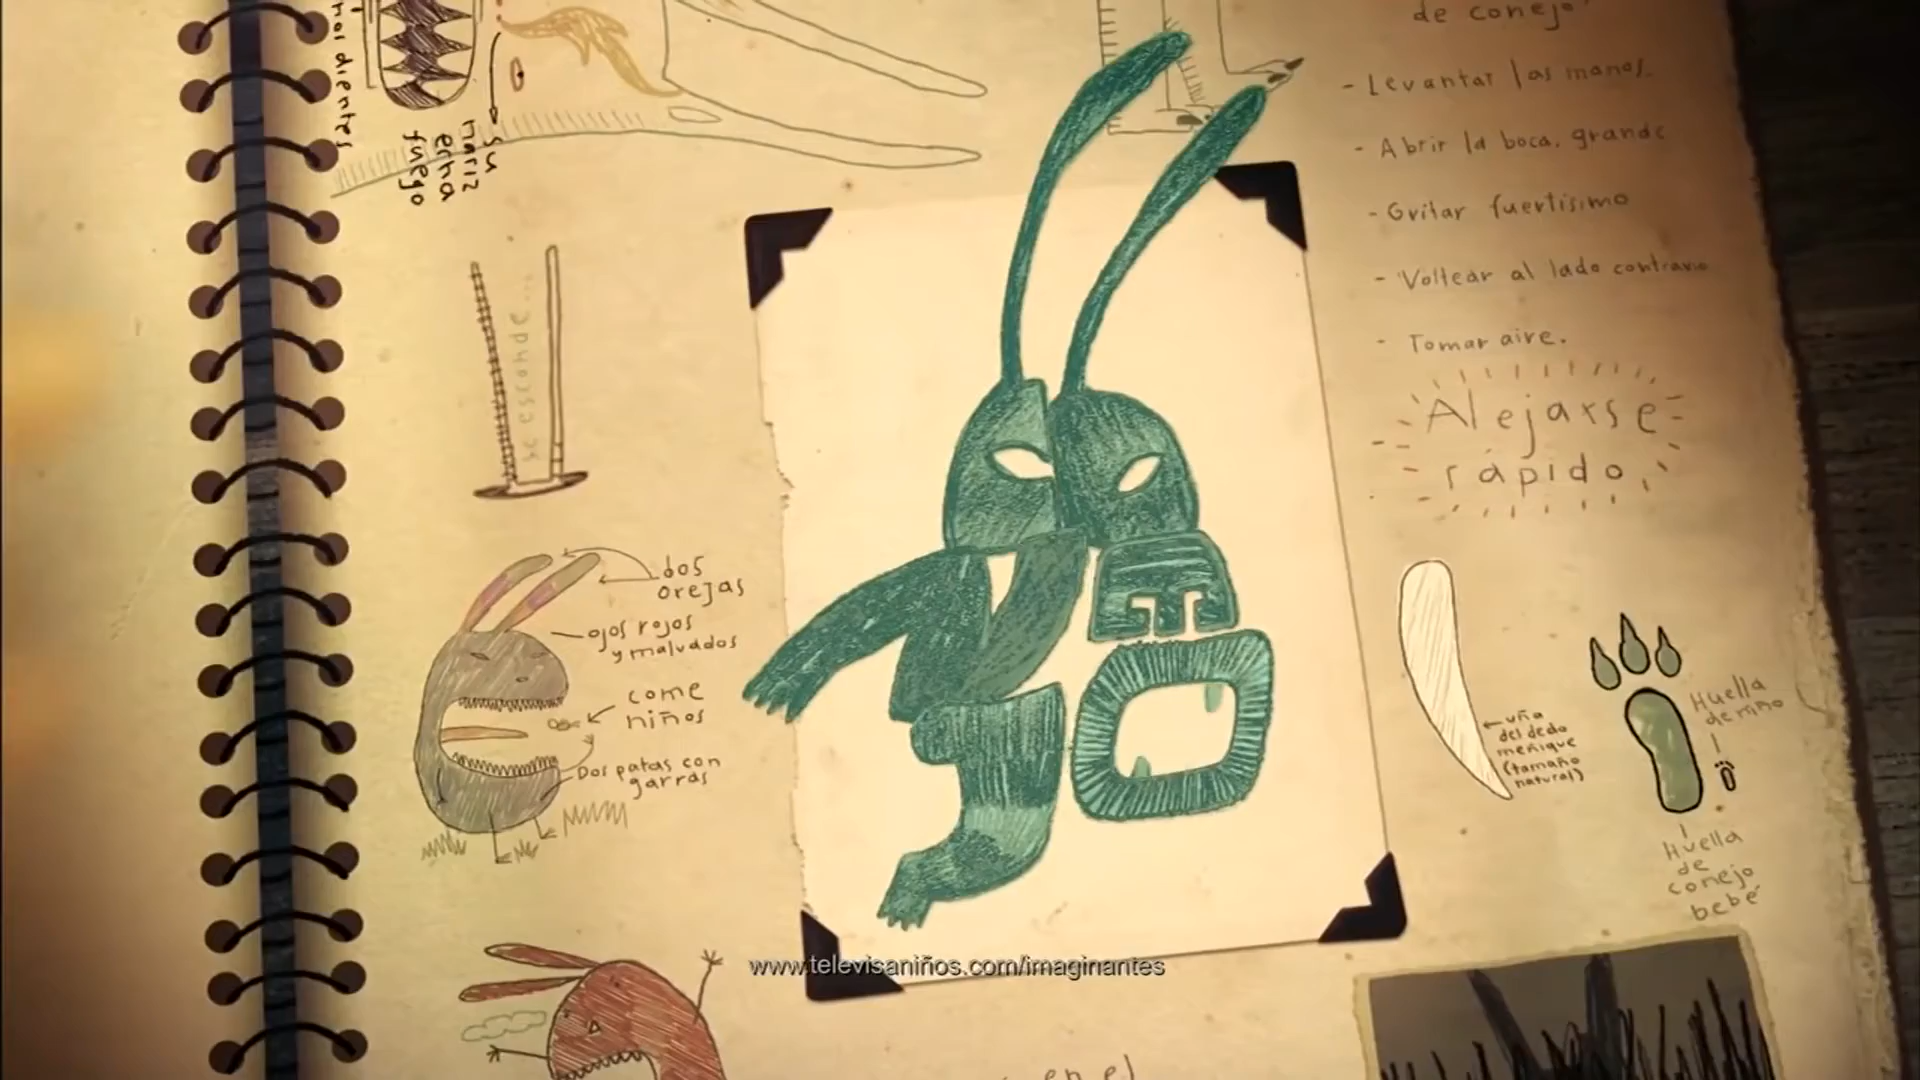 de conejo
- Levantar las manos.
- Abrir la boca, grande
- Gritar fuertísimo
- Voltear al lado contrario
- Tomar aire.
Alejarse
rápido
dientes
su
nariz
echa
fuego
se esconde...
dos
orejas
ojos rojos
y malvados
come
niños
Dos patas con
garras
uña
del dedo
meñique
(tamaño
natural)
Huella
de niño
Huella
de
conejo
bebé
www.televisaniños.com/imaginantes
en el